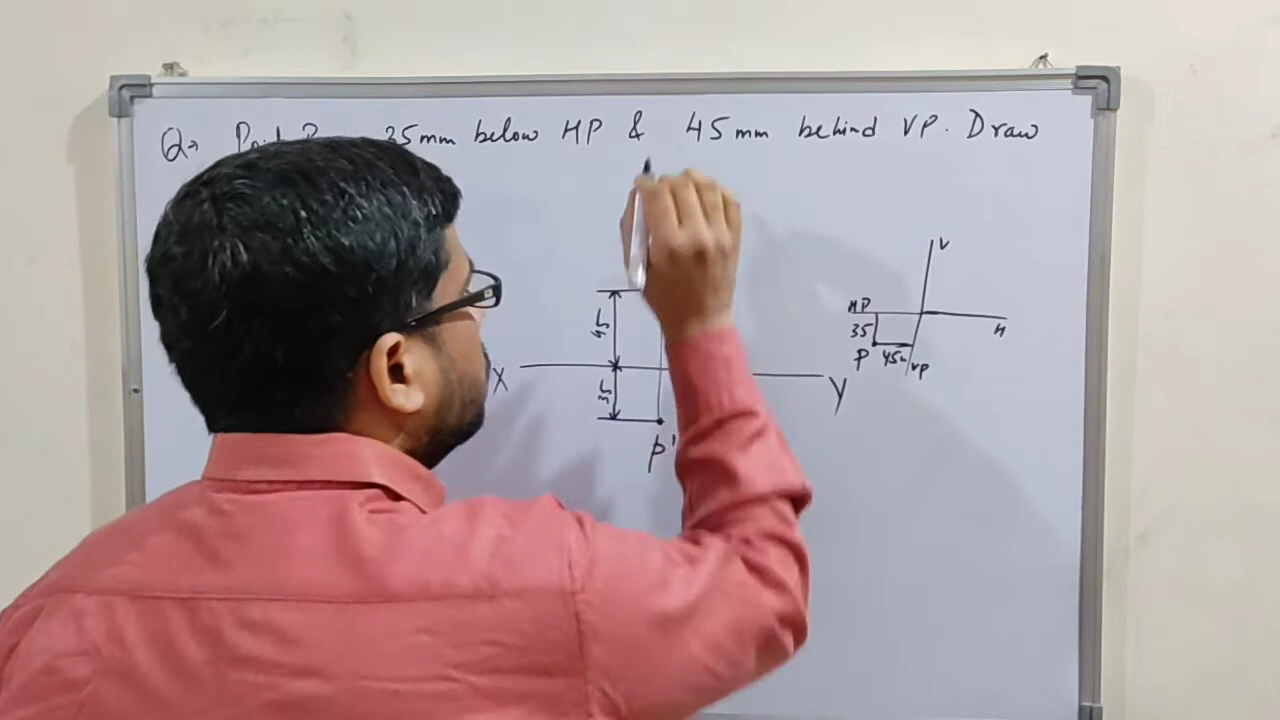 Q→ 35mm below HP & 45mm behind VP. Draw
V
HP
H
35
45
P 45
VP
X
Y
35
p'